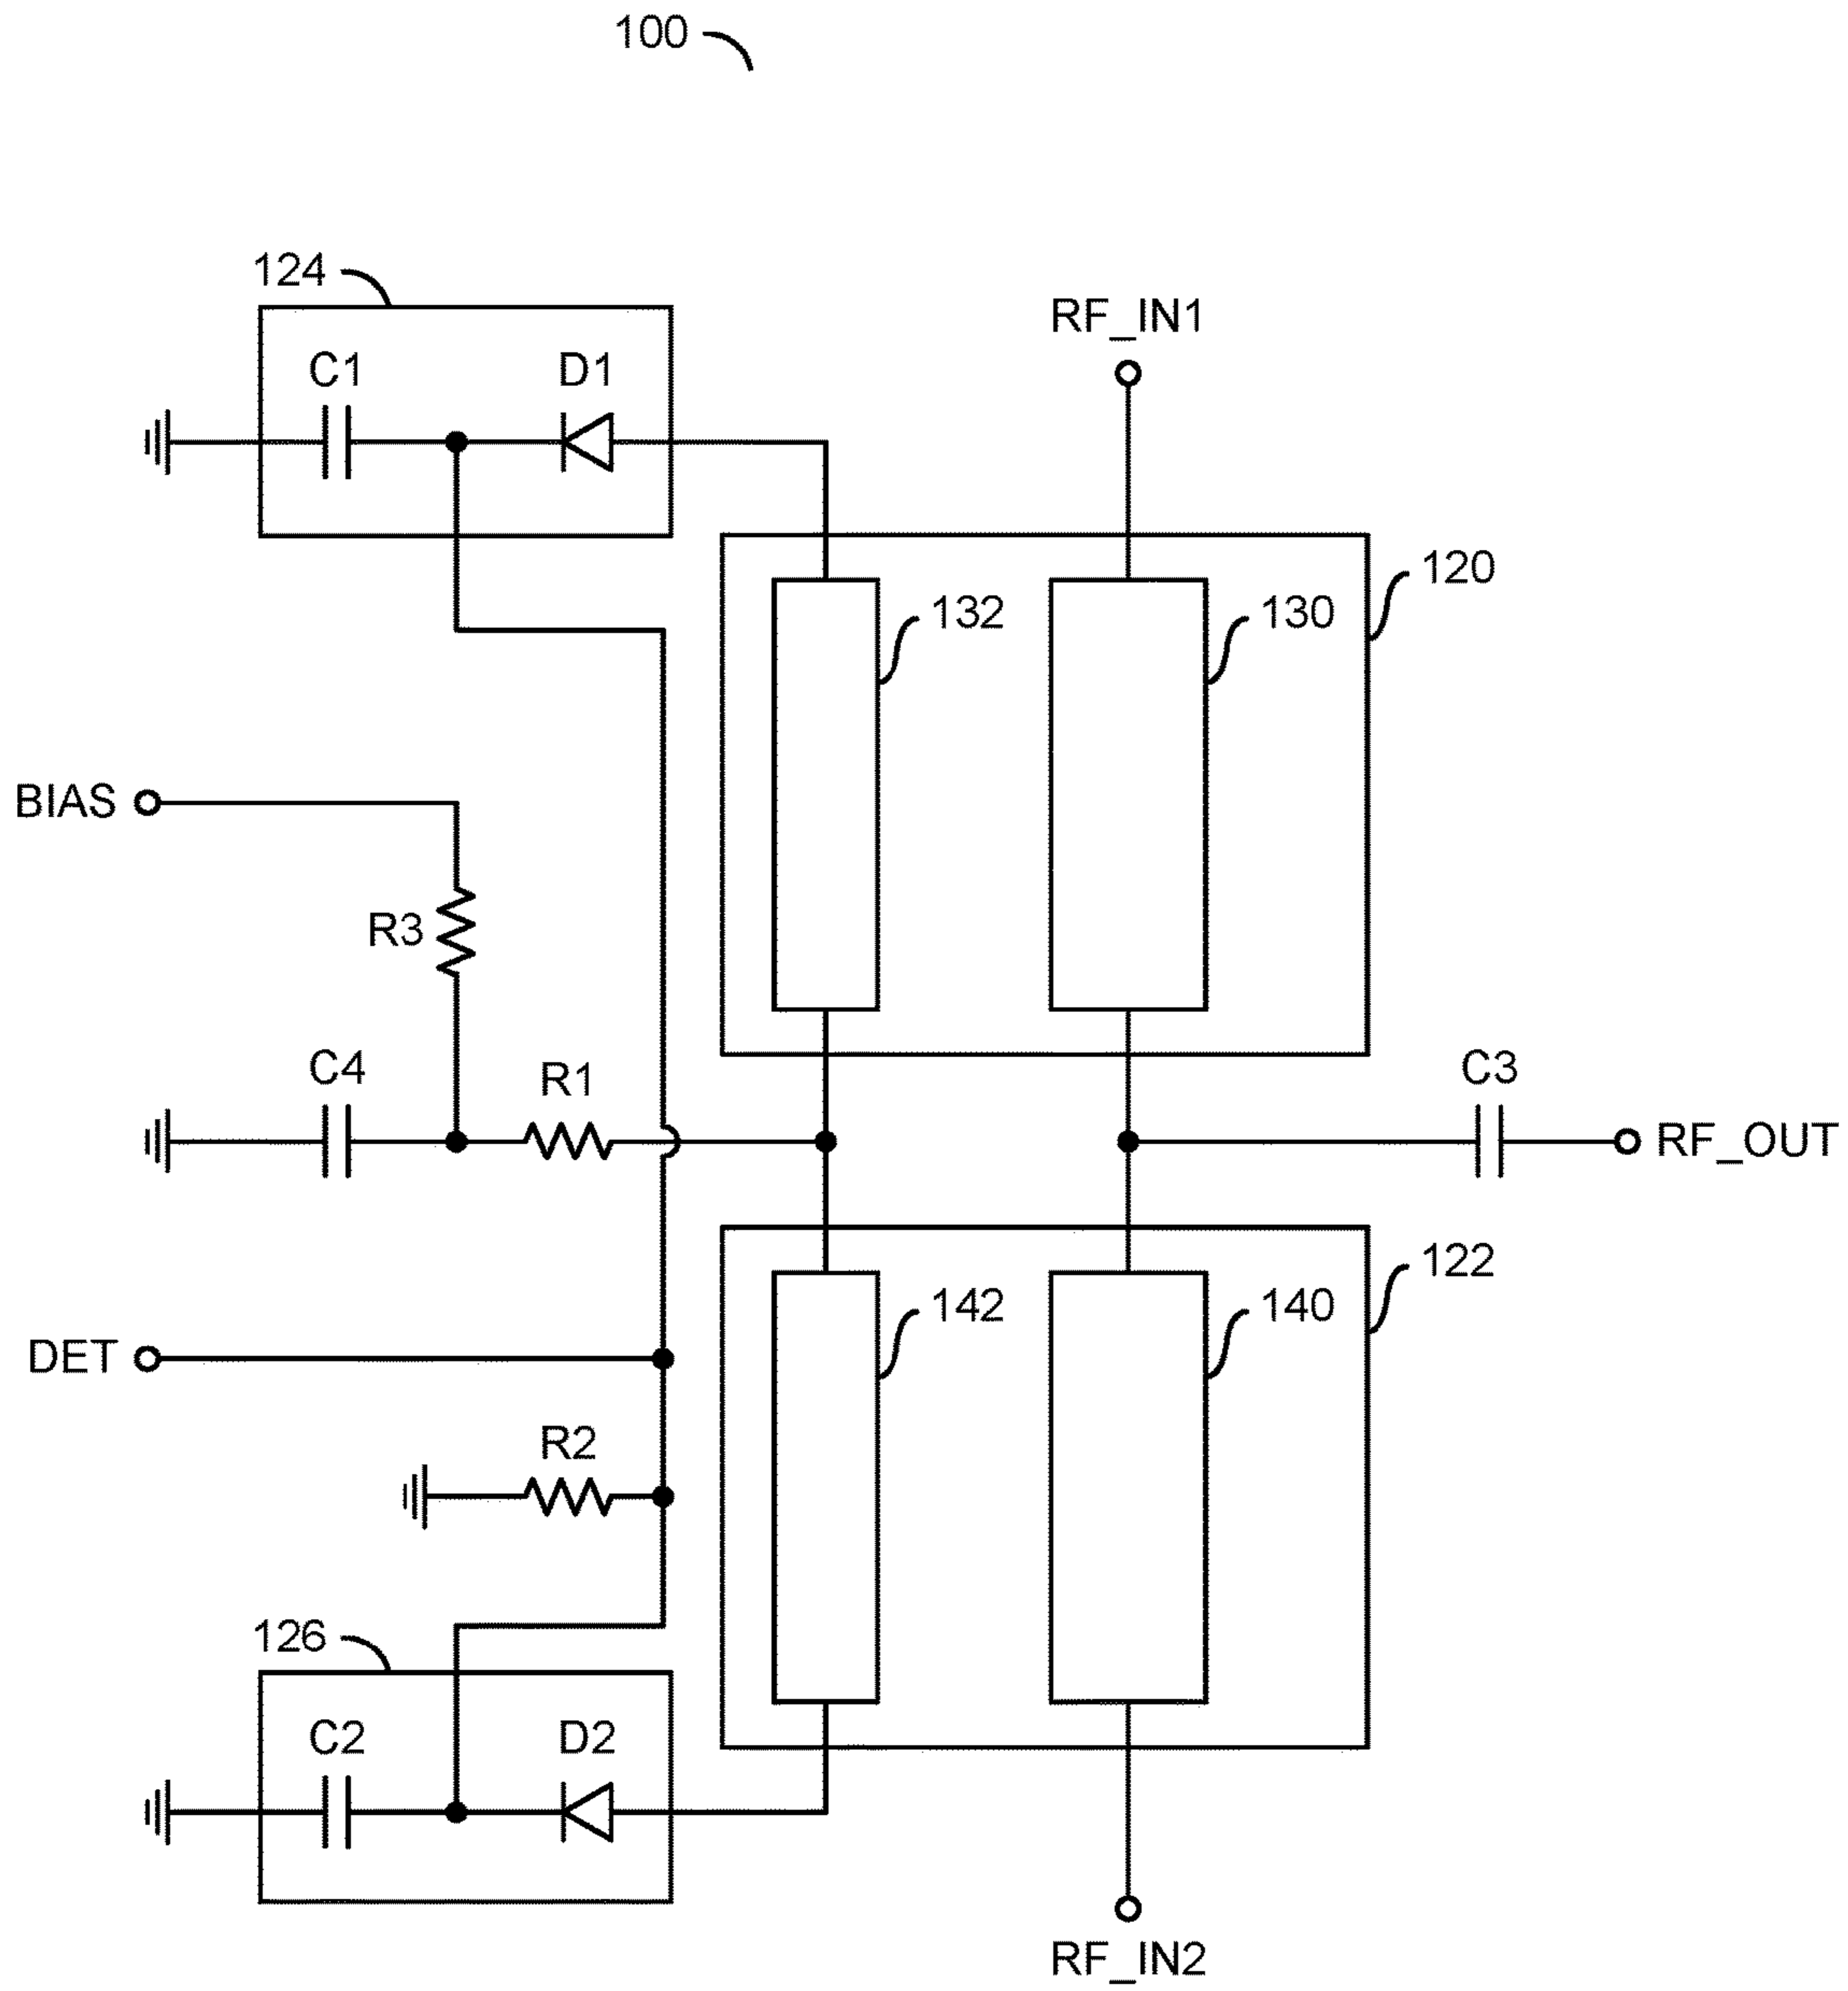 100
124
RF_IN1
C1
D1
120
132
130
BIAS
R3
C4
R1
C3
RF_OUT
122
142
140
DET
R2
126
C2
D2
RF_IN2